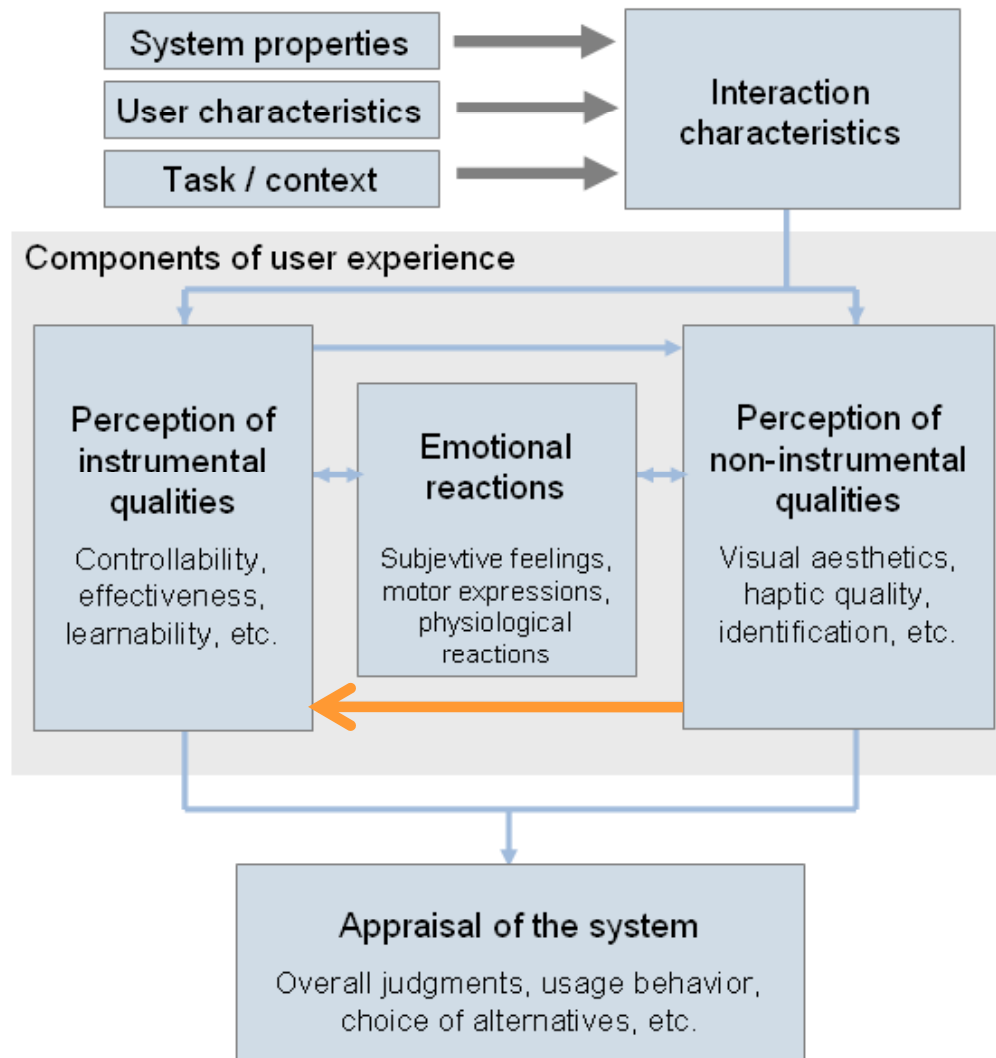 System properties
User characteristics
Task / context
Interaction
characteristics
Components of user experience
Perception of
instrumental
qualities
Controllability,
effectiveness,
learnability, etc.
Emotional
reactions
Subjevtive feelings,
motor expressions,
physiological
reactions
Perception of
non-instrumental
qualities
Visual aesthetics,
haptic quality,
identification, etc.
Appraisal of the system
Overall judgments, usage behavior,
choice of alternatives, etc.